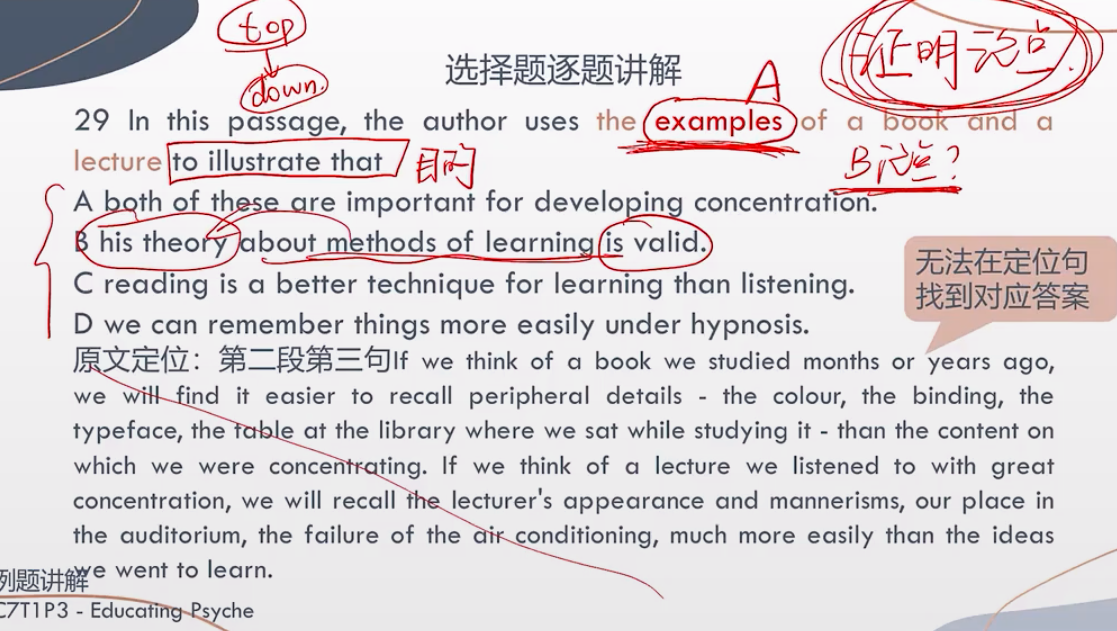 top
down.
证明论点.
选择题逐题讲解
A
29 In this passage, the author uses the examples of a book and a
lecture to illustrate that
目的
B论点?
A both of these are important for developing concentration.
B his theory about methods of learning is valid.
C reading is a better technique for learning than listening.
D we can remember things more easily under hypnosis.
无法在定位句
找到对应答案
原文定位：第二段第三句If we think of a book we studied months or years ago,
we will find it easier to recall peripheral details - the colour, the binding, the
typeface, the table at the library where we sat while studying it - than the content on
which we were concentrating. If we think of a lecture we listened to with great
concentration, we will recall the lecturer's appearance and mannerisms, our place in
the auditorium, the failure of the air conditioning, much more easily than the ideas
we went to learn.
例题讲解
C7T1P3 - Educating Psyche